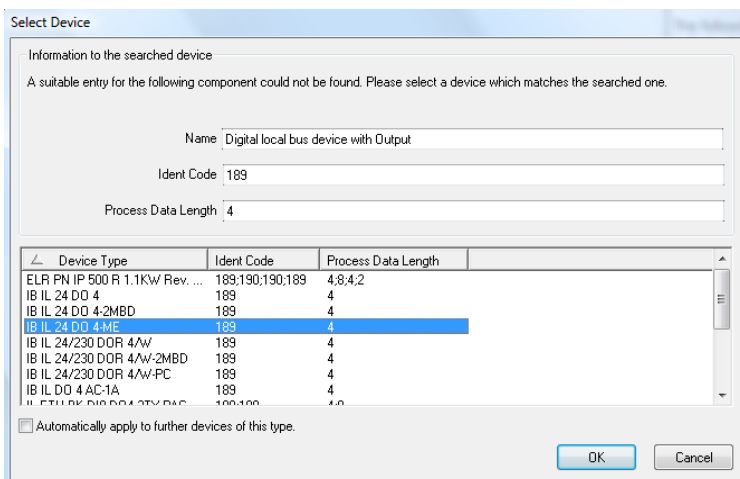 Select Device
Information to the searched device
A suitable entry for the following component could not be found. Please select a device which matches the searched one.
Name Digital local bus device with Output
Ident Code 189
Process Data Length 4
Device Type Ident Code Process Data Length
ELR PN IP 500 R 1.1KW Rev. ... 189;190;190;189 4;8;4;2
IB IL 24 DO 4 189 4
IB IL 24 DO 4-2MBD 189 4
IB IL 24 DO 4-ME 189 4
IB IL 24/230 DOR 4/W 189 4
IB IL 24/230 DOR 4/W-2MBD 189 4
IB IL 24/230 DOR 4/W-PC 189 4
IB IL DO 4 AC-1A 189 4
Automatically apply to further devices of this type.
OK Cancel